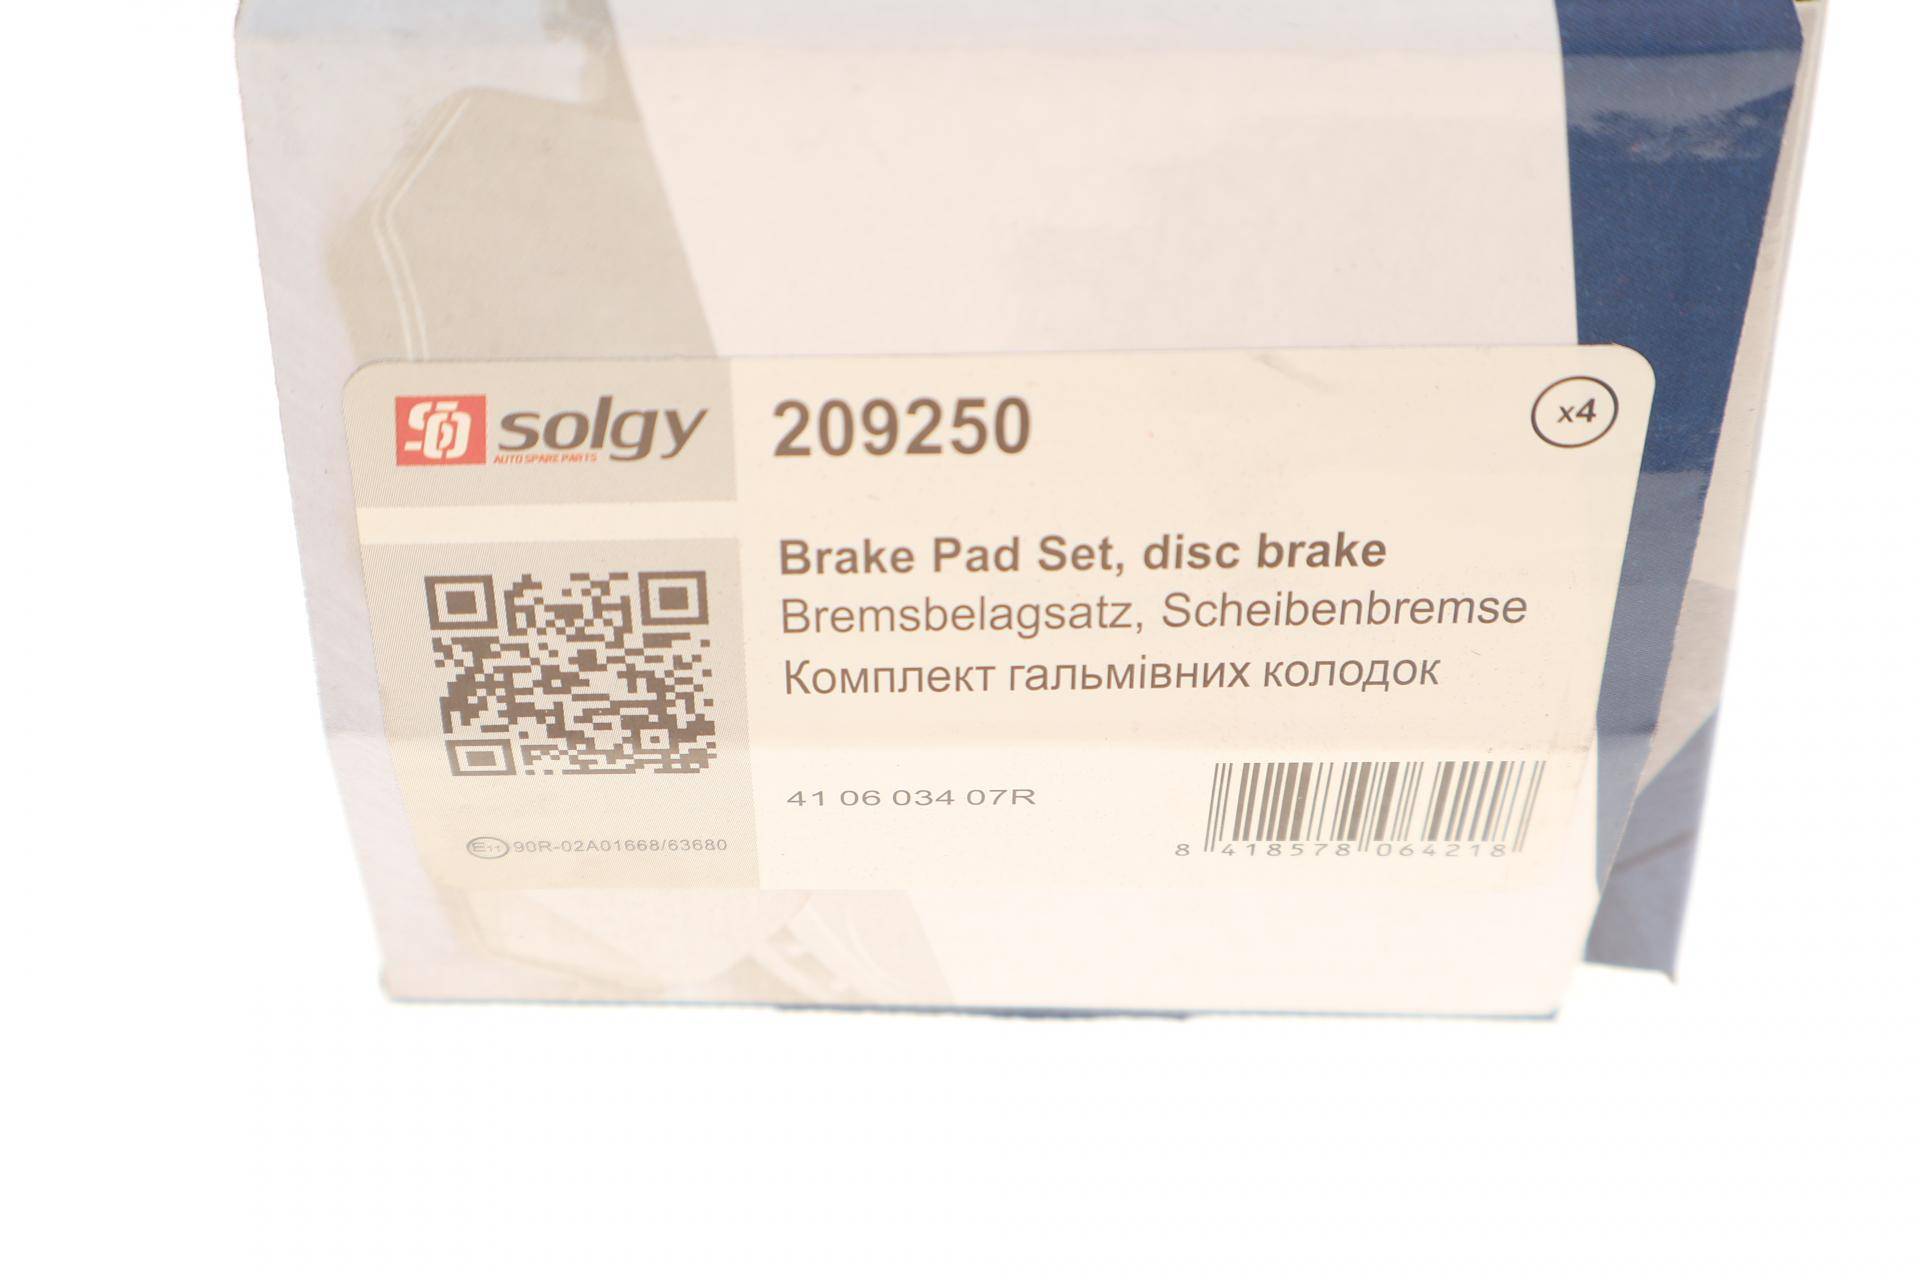 solgy
AUTO SPARE PARTS
209250
x4
Brake Pad Set, disc brake
Bremsbelagsatz, Scheibenbremse
Комплект гальмівних колодок
41 06 034 07R
E11 90R-02A01668/63680
8 418578 064218